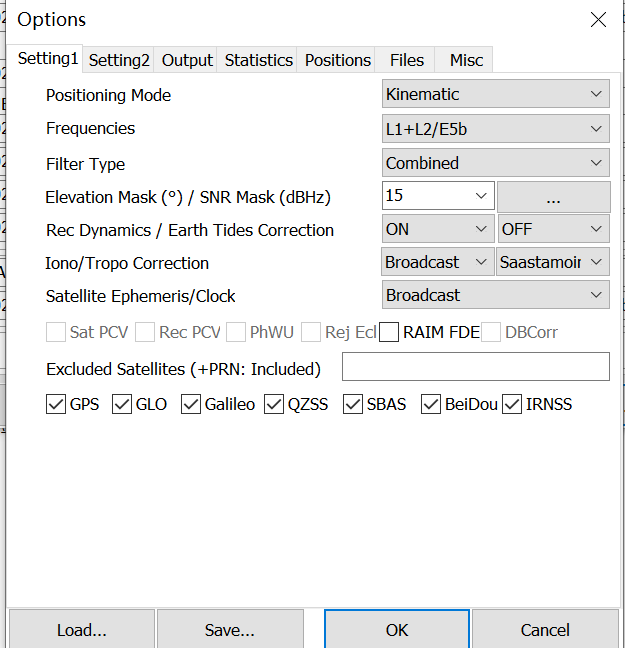 Options
Setting1 Setting2 Output Statistics Positions Files Misc
Positioning Mode Kinematic
Frequencies L1+L2/E5b
Filter Type Combined
Elevation Mask (°) / SNR Mask (dBHz) 15 ...
Rec Dynamics / Earth Tides Correction ON OFF
Iono/Tropo Correction Broadcast Saastamoir
Satellite Ephemeris/Clock Broadcast
Sat PCV Rec PCV PhWU Rej Ecl RAIM FDE DBCorr
Excluded Satellites (+PRN: Included)
GPS GLO Galileo QZSS SBAS BeiDou IRNSS
Load... Save... OK Cancel